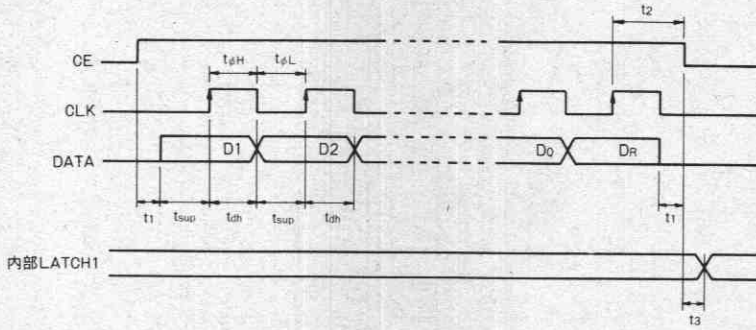 t2
CE
tφH tφL
CLK
DATA D1 D2 DQ DR
t1 tsup tdh tsup tdh t1
内部LATCH1
t3